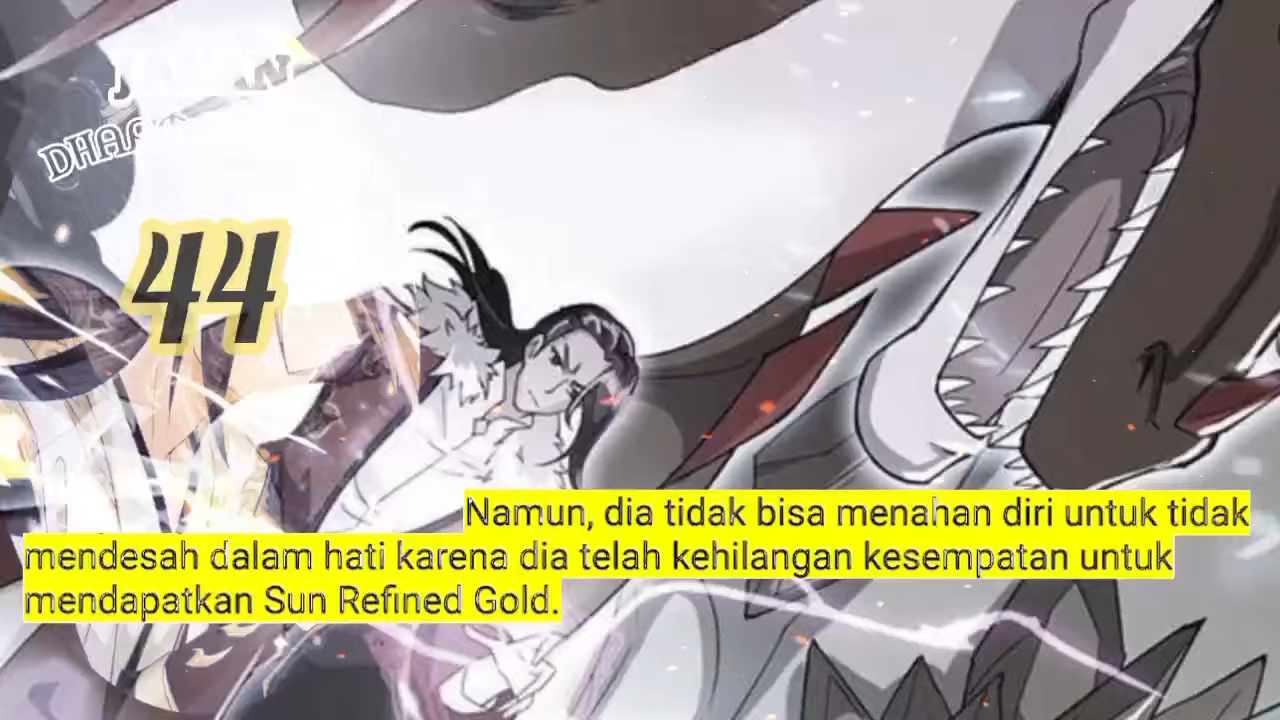 44
Namun, dia tidak bisa menahan diri untuk tidak
mendesah dalam hati karena dia telah kehilangan kesempatan untuk
mendapatkan Sun Refined Gold.